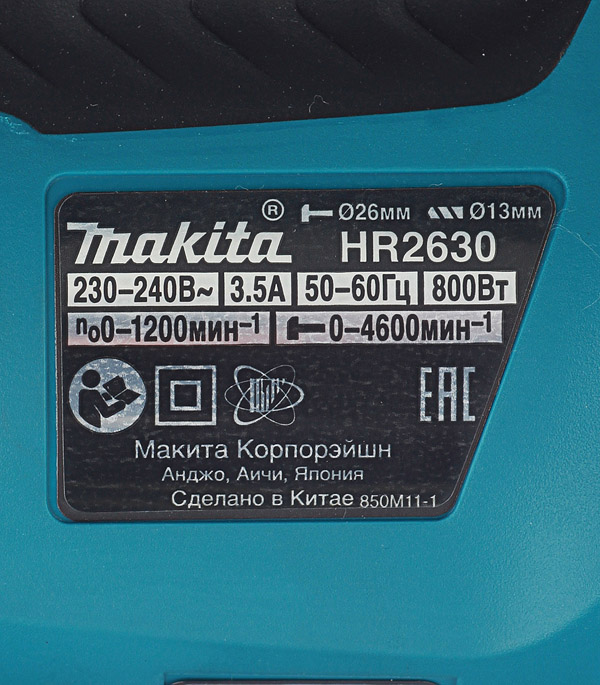 ® Ø26мм Ø13мм
makita HR2630
230–240В~ 3.5А 50–60Гц 800Вт
n₀0–1200мин⁻¹ 0–4600мин⁻¹
EAC
Макита Корпорэйшн
Анджо, Аичи, Япония
Сделано в Китае 850M11-1